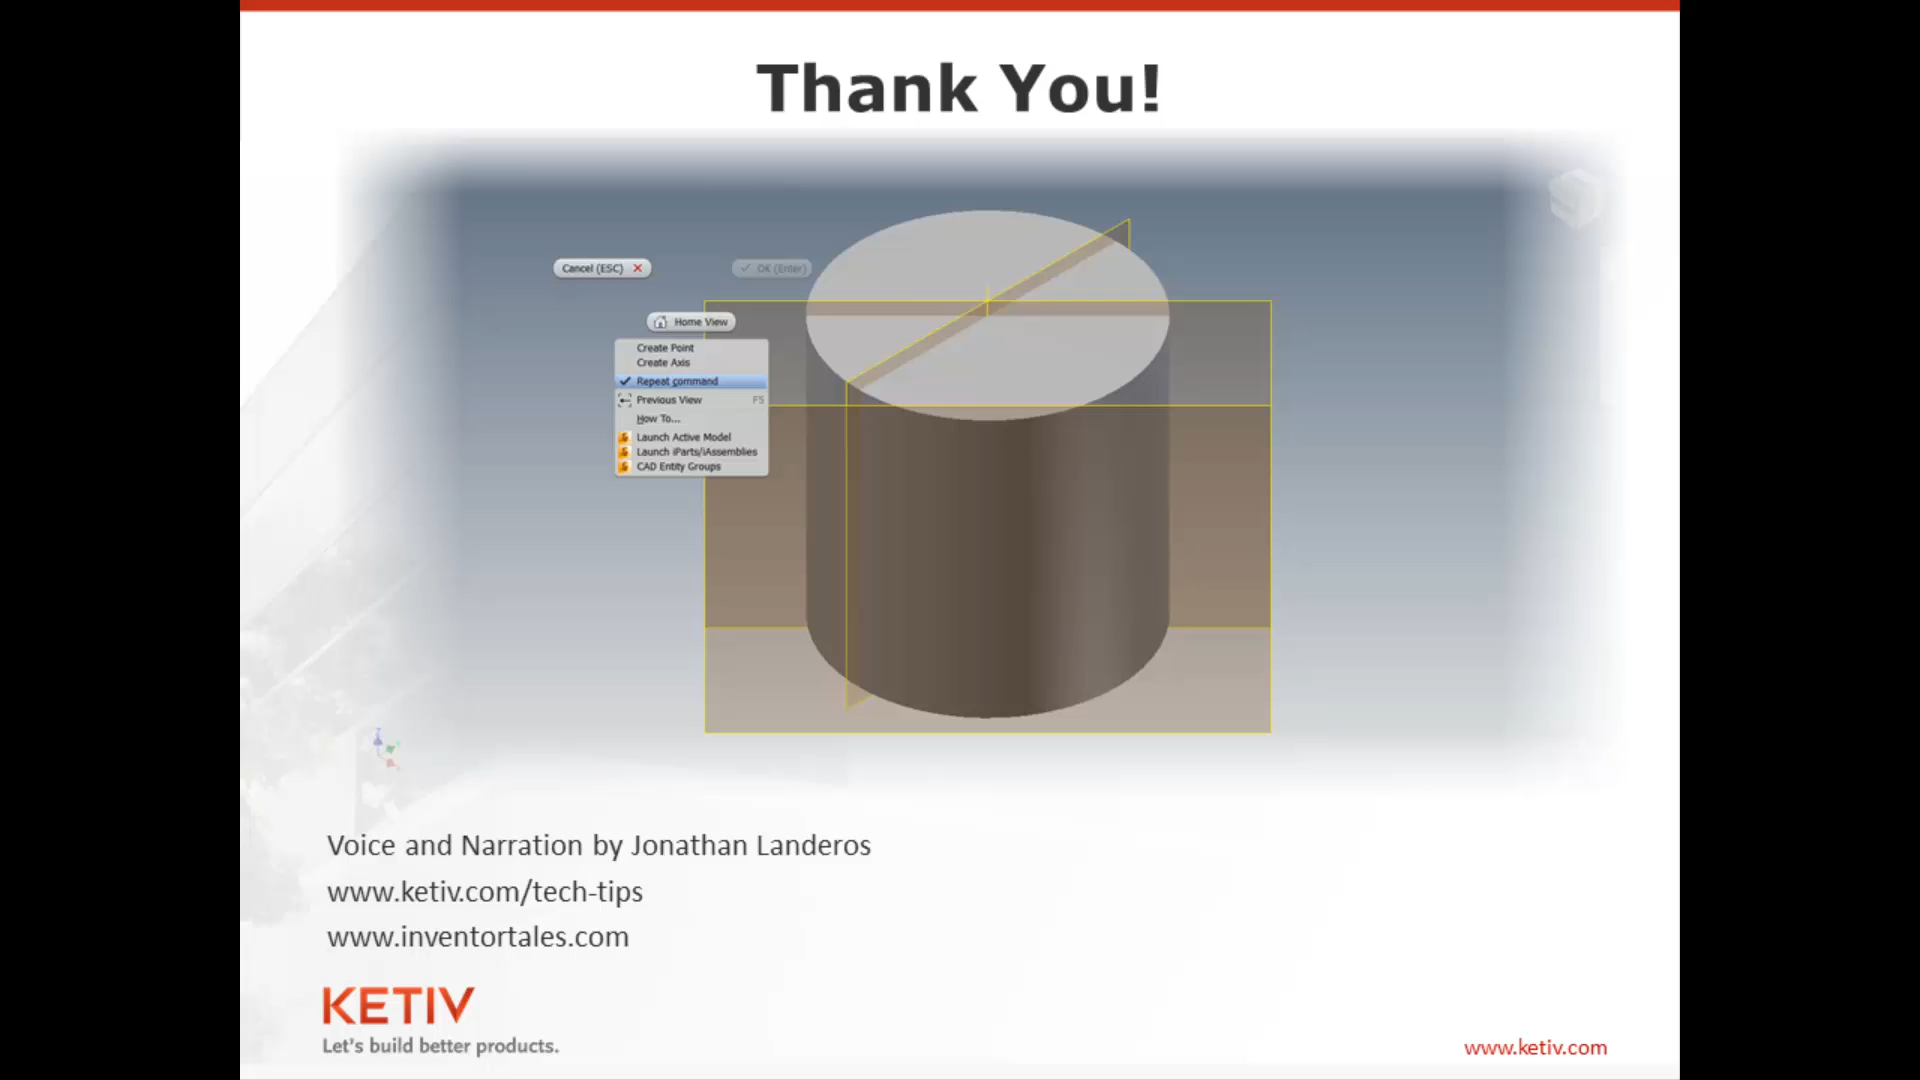 Thank You!
Cancel (ESC)
OK (Enter)
Home View
Create Point
Create Axis
Repeat command
Previous View F5
How To...
Launch Active Model
Launch iParts/iAssemblies
CAD Entity Groups
Voice and Narration by Jonathan Landeros
www.ketiv.com/tech-tips
www.inventortales.com
KETIV
Let's build better products.
www.ketiv.com